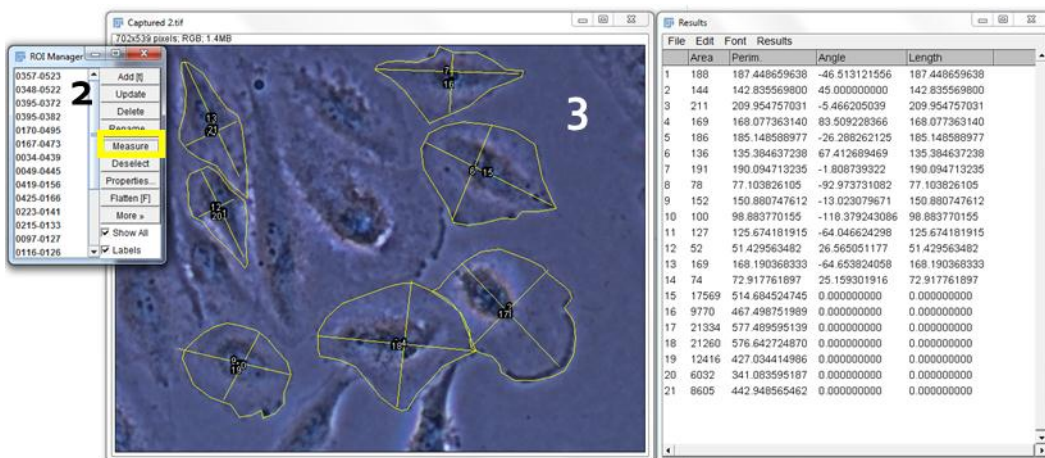 ROI Manager
2
0357-0523
0348-0522
0395-0372
0395-0382
0170-0495
0167-0473
0034-0439
0049-0445
0419-0156
0425-0166
0223-0141
0215-0133
0097-0127
0116-0126
Add [t]
Update
Delete
Rename...
Measure
Deselect
Properties...
Flatten [F]
More »
Show All
Labels
Captured 2.tif
702x539 pixels; RGB; 1.4MB
3
7
16
13
21
6 15
12
20
17
18
9
19
Results
File Edit Font Results
Area Perim. Angle Length
1 188 187.448659638 -46.513121556 187.448659638
2 144 142.835569800 45.000000000 142.835569800
3 211 209.954757031 -5.466205039 209.954757031
4 169 168.077363140 83.509228366 168.077363140
5 186 185.148588977 -26.288262125 185.148588977
6 136 135.384637238 67.412689469 135.384637238
7 191 190.094713235 -1.808739322 190.094713235
8 78 77.103826105 -92.973731082 77.103826105
9 152 150.880747612 -13.023079671 150.880747612
10 100 98.883770155 -118.379243086 98.883770155
11 127 125.674181915 -64.046624298 125.674181915
12 52 51.429563482 26.565051177 51.429563482
13 169 168.190368333 -64.653824058 168.190368333
14 74 72.917761897 25.159301916 72.917761897
15 17569 514.684524745 0.000000000 0.000000000
16 9770 467.498751989 0.000000000 0.000000000
17 21334 577.489595139 0.000000000 0.000000000
18 21260 576.642724870 0.000000000 0.000000000
19 12416 427.034414986 0.000000000 0.000000000
20 6032 341.083595187 0.000000000 0.000000000
21 8605 442.948565462 0.000000000 0.000000000